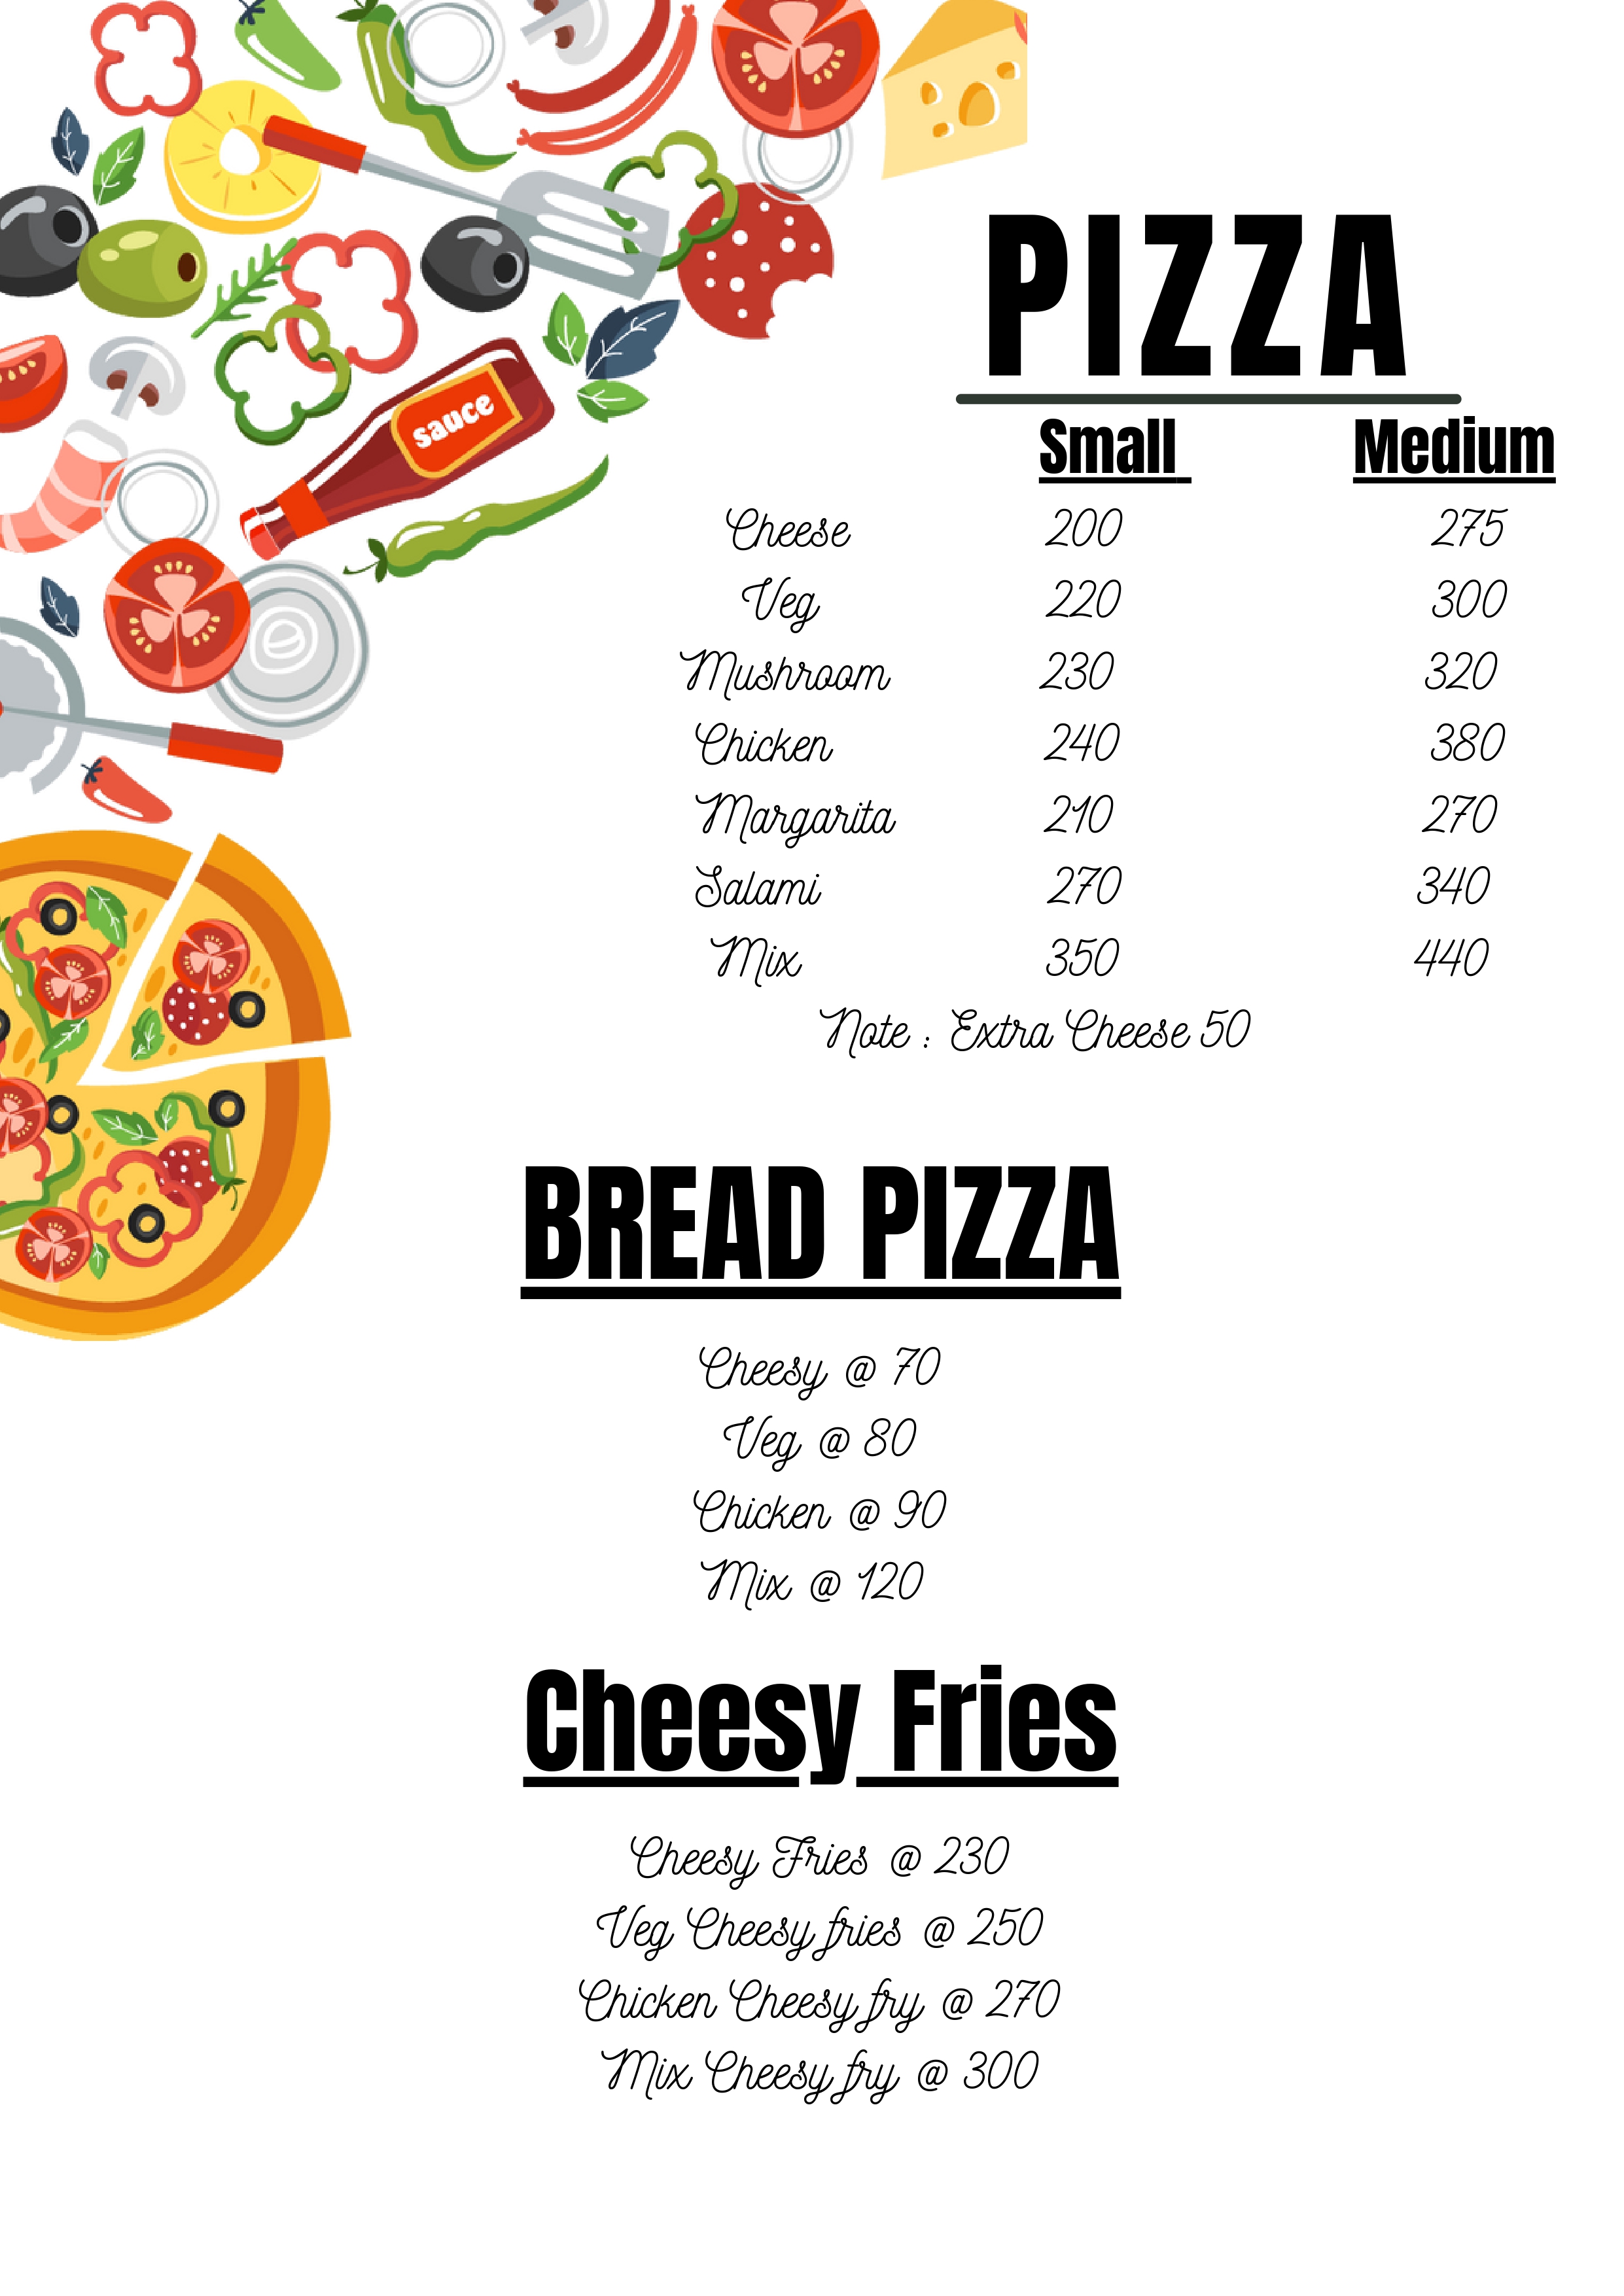 sauce
PIZZA
Small Medium
Cheese 200 275
Veg 220 300
Mushroom 230 320
Chicken 240 380
Margarita 210 270
Salami 270 340
Mix 350 440
Note : Extra Cheese 50
BREAD PIZZA
Cheesy @ 70
Veg @ 80
Chicken @ 90
Mix @ 120
Cheesy Fries
Cheesy Fries @ 230
Veg Cheesy fries @ 250
Chicken Cheesy fry @ 270
Mix Cheesy fry @ 300